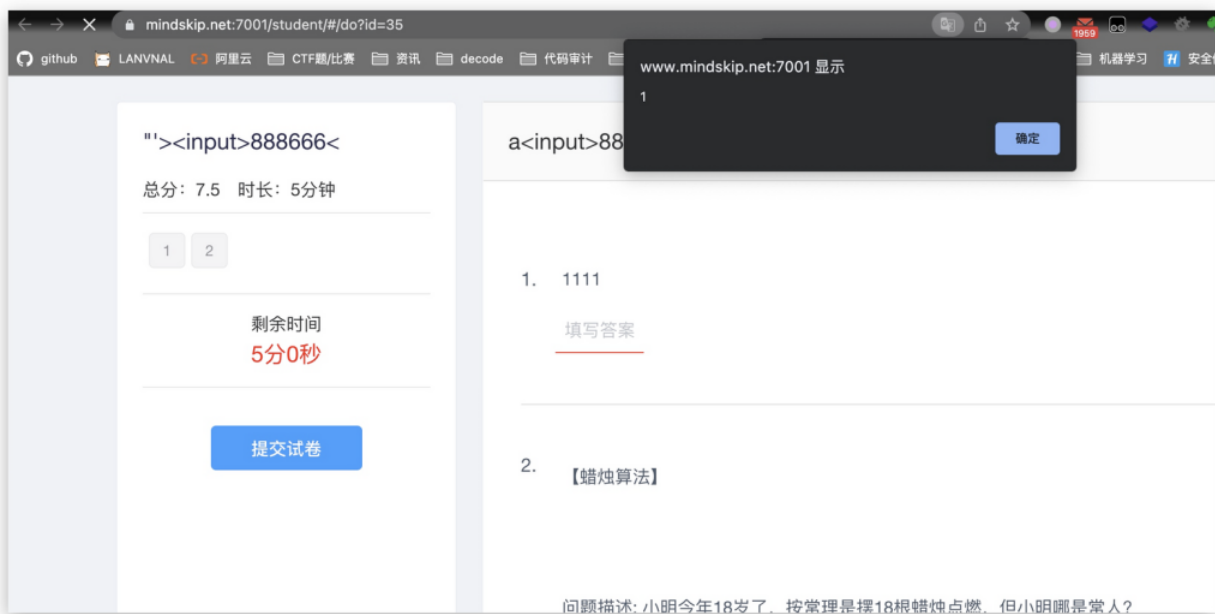 mindskip.net:7001/student/#/do?id=35
1959
github LANVNAL 阿里云 CTF题/比赛 资讯 decode 代码审计 机器学习 安全
www.mindskip.net:7001 显示
1
确定
"'><input>888666<
总分：7.5 时长：5分钟
1 2
剩余时间
5分0秒
提交试卷
a<input>88
1. 1111
填写答案
2. 【蜡烛算法】
问题描述: 小明今年18岁了，按常理是摆18根蜡烛点燃，但小明哪是常人?